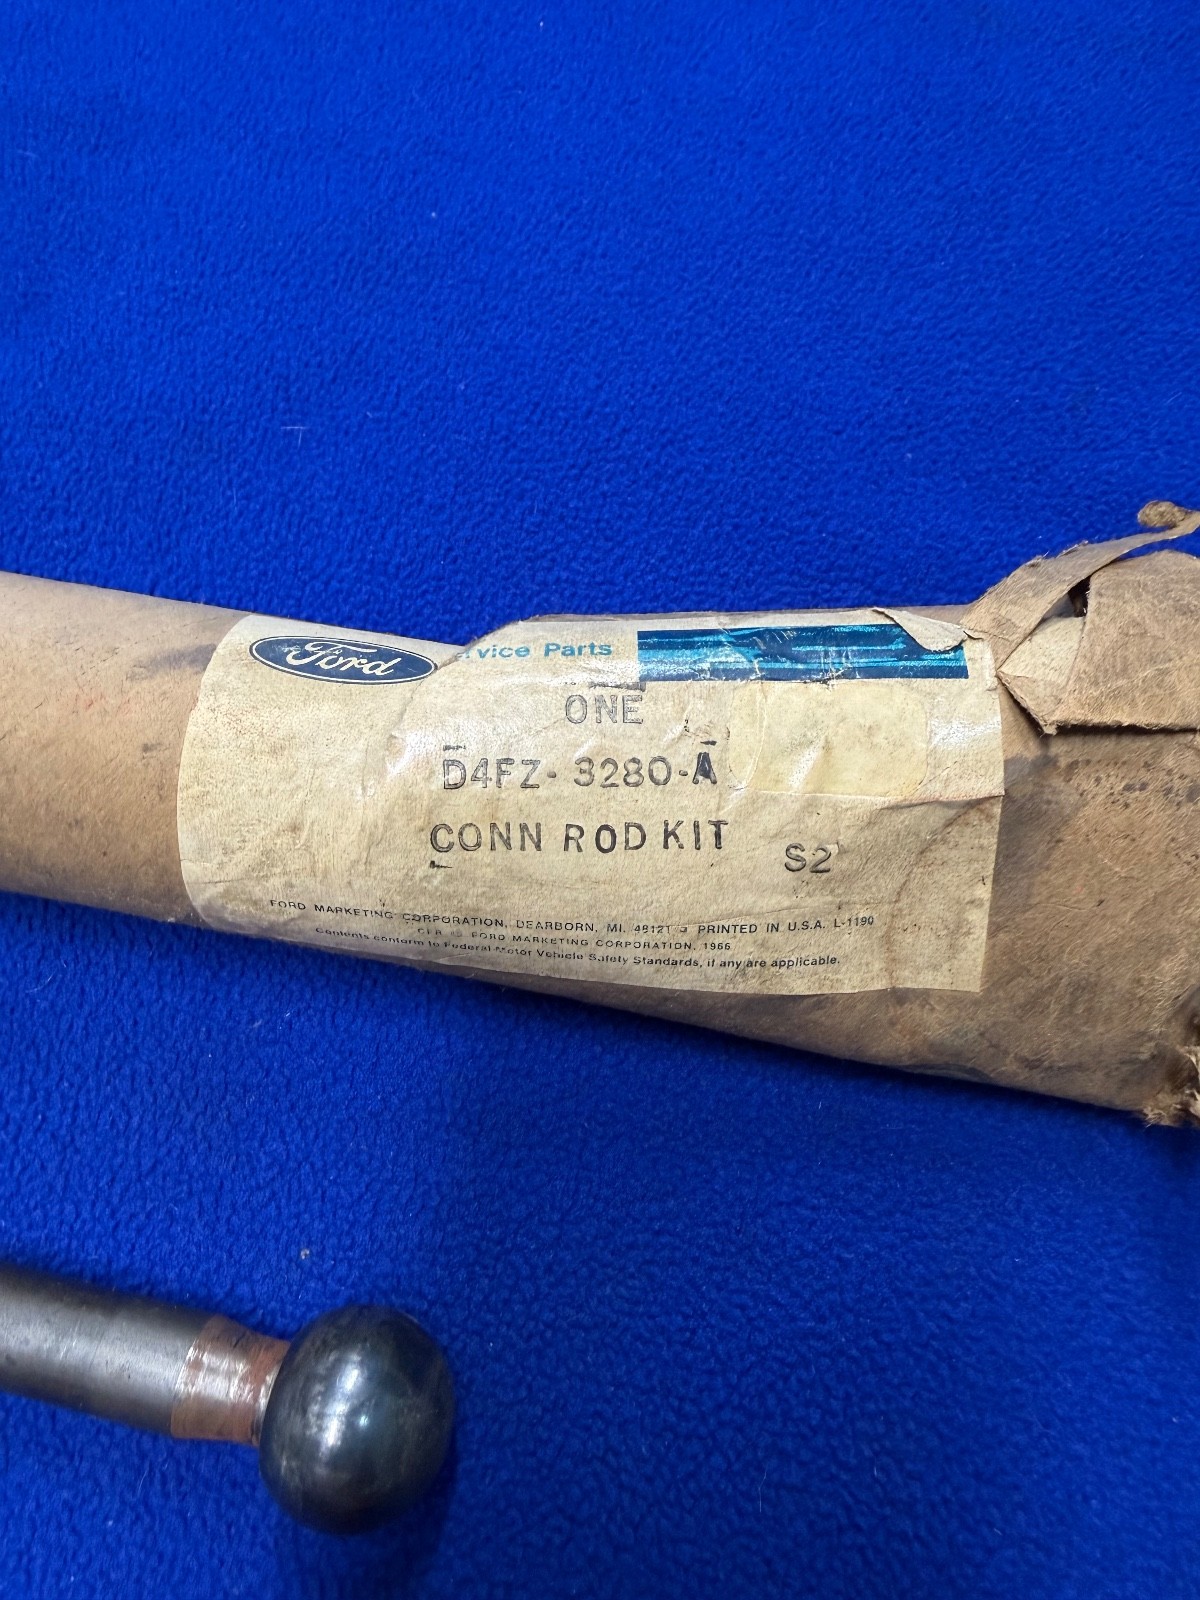 Ford rvice Parts
ONE
D4FZ-3280-A
CONN ROD KIT S2
FORD MARKETING CORPORATION, DEARBORN, MI. 48121 PRINTED IN U.S.A. L-1190
FORD MARKETING CORPORATION, 1966
Contents conform to Federal Motor Vehicle Safety Standards, if any are applicable.